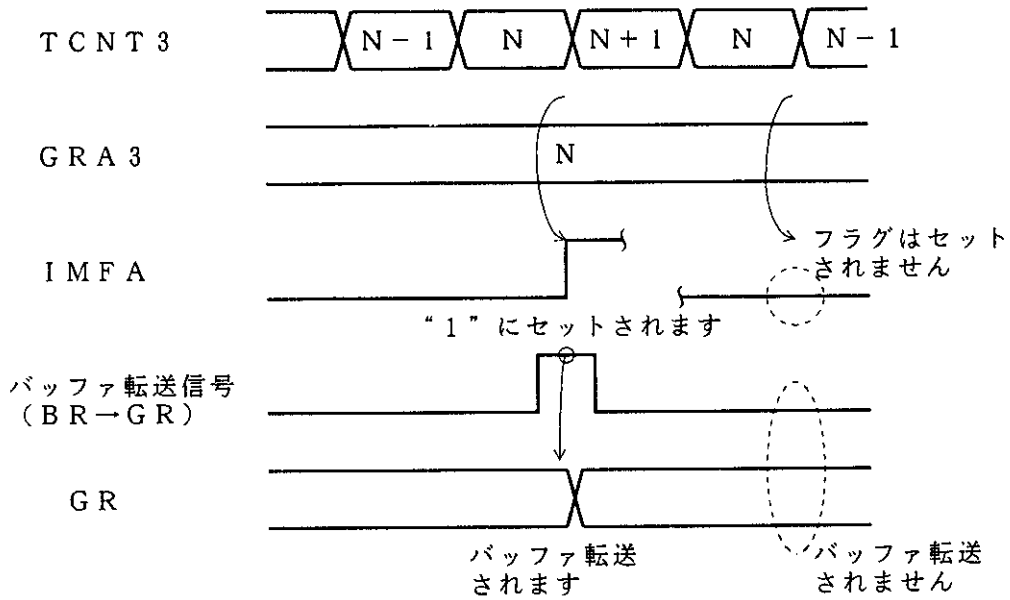 TCNT3
N-1
N
N+1
N
N-1
GRA3
N
IMFA
フラグはセット
されません
“1”にセットされます
バッファ転送信号
(BR→GR)
GR
バッファ転送
されます
バッファ転送
されません